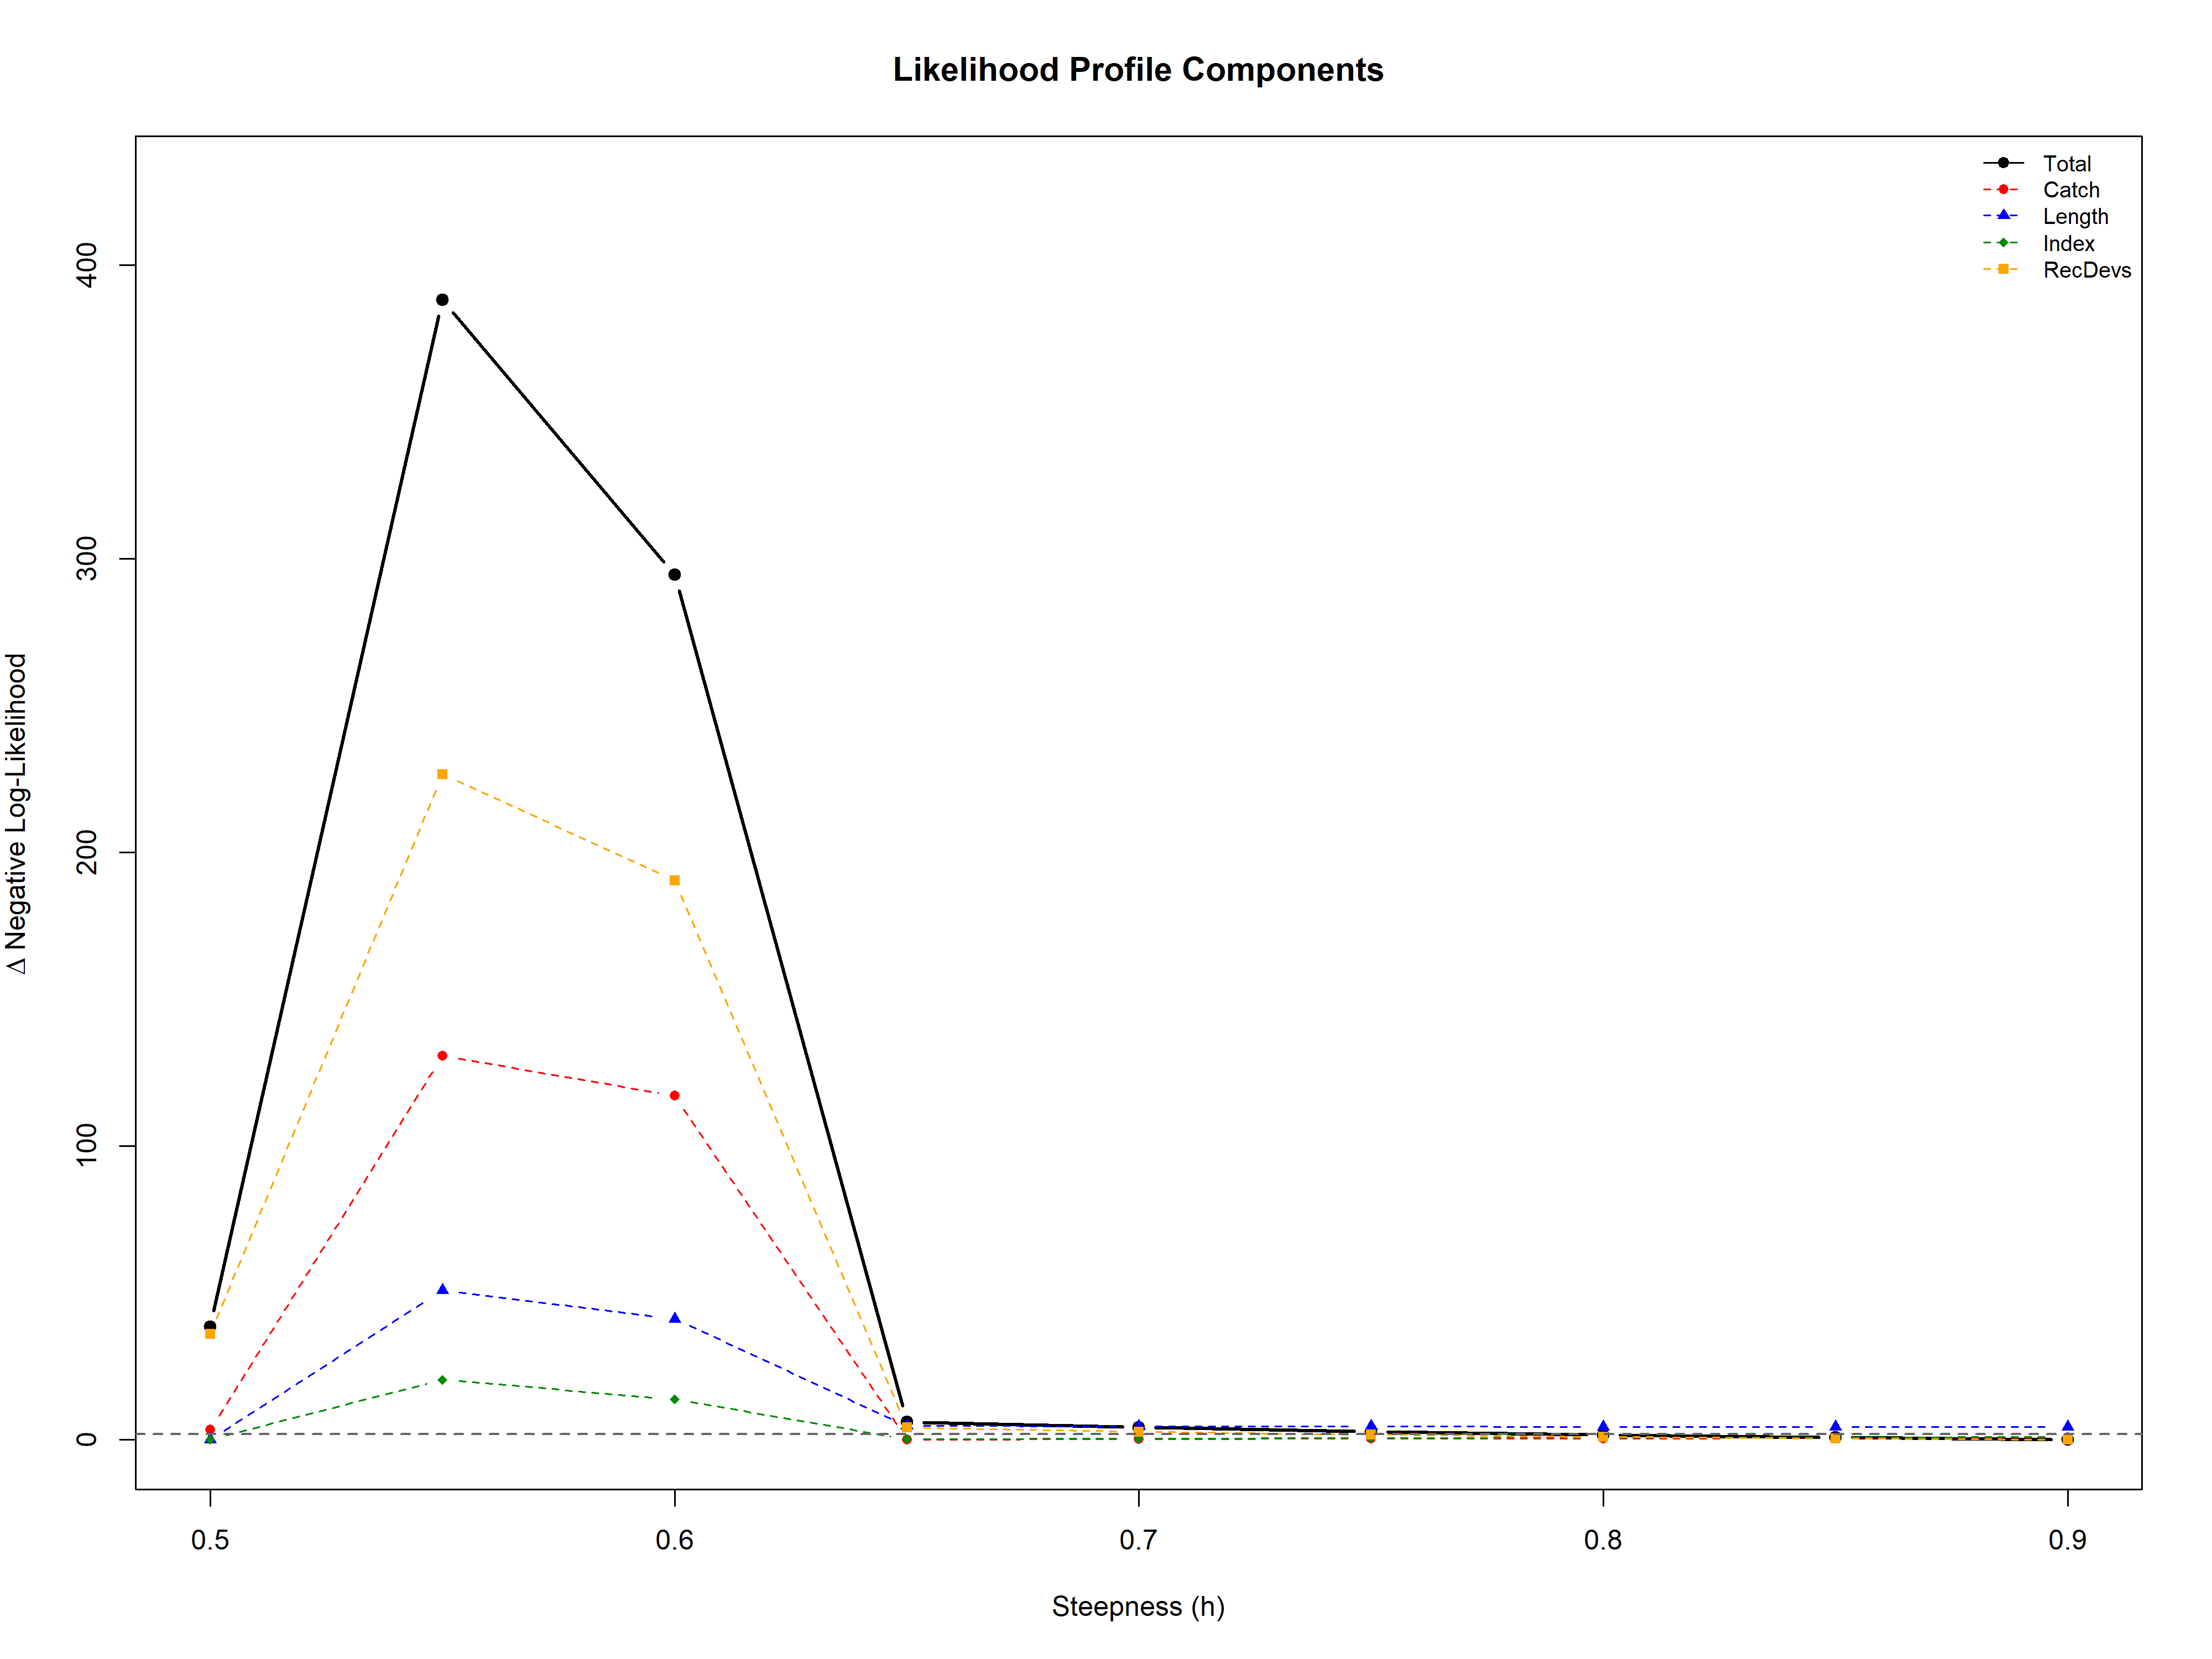 Likelihood Profile Components
Total
Catch
Length
Index
RecDevs
400
300
200
100
0
Δ Negative Log-Likelihood
0.5 0.6 0.7 0.8 0.9
Steepness (h)